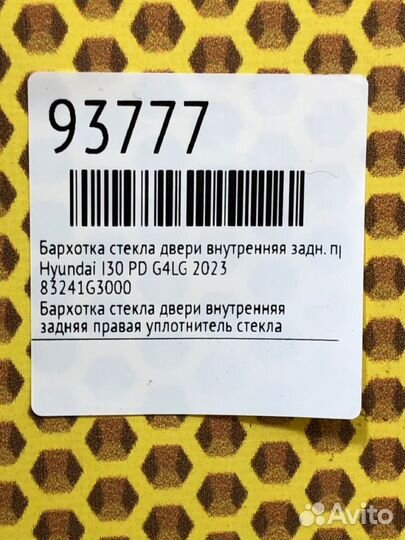 93777
Бархотка стекла двери внутренняя задн. пр
Hyundai I30 PD G4LG 2023
83241G3000
Бархотка стекла двери внутренняя
задняя правая уплотнитель стекла
Avito